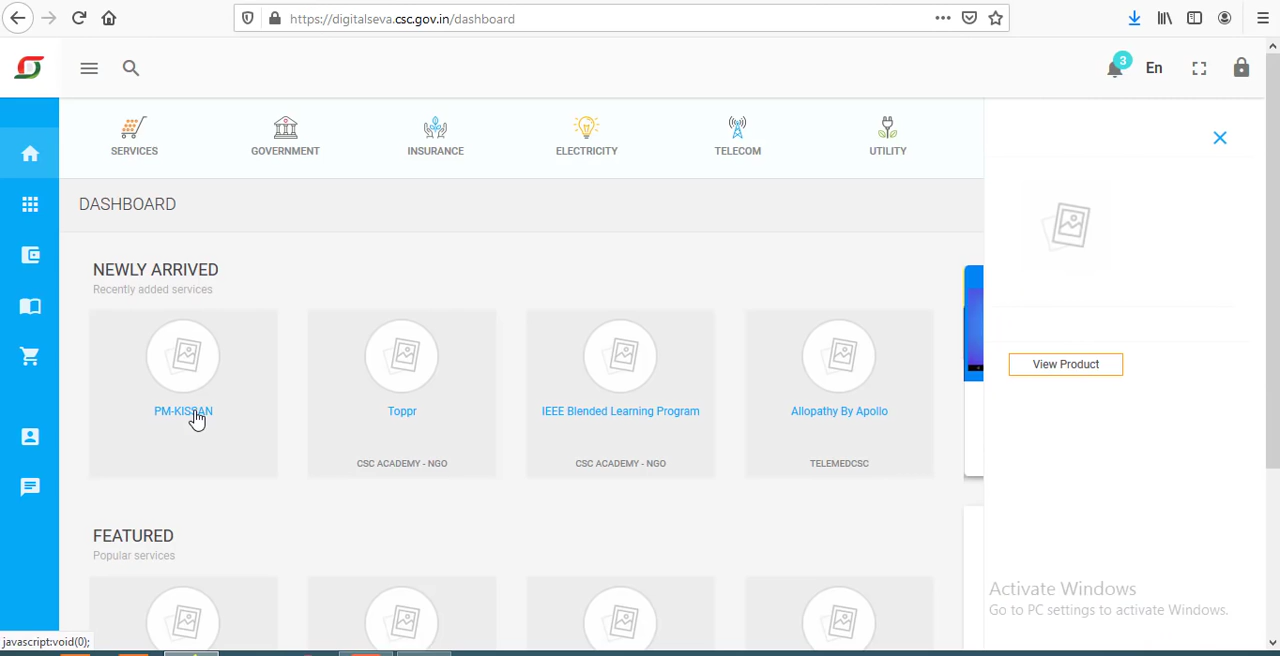 https://digitalseva.csc.gov.in/dashboard
3
En
SERVICES
GOVERNMENT
INSURANCE
ELECTRICITY
TELECOM
UTILITY
DASHBOARD
NEWLY ARRIVED
Recently added services
View Product
PM-KISSAN
Toppr
IEEE Blended Learning Program
Allopathy By Apollo
CSC ACADEMY - NGO
CSC ACADEMY - NGO
TELEMEDCSC
FEATURED
Popular services
Activate Windows
Go to PC settings to activate Windows.
javascript:void(0);